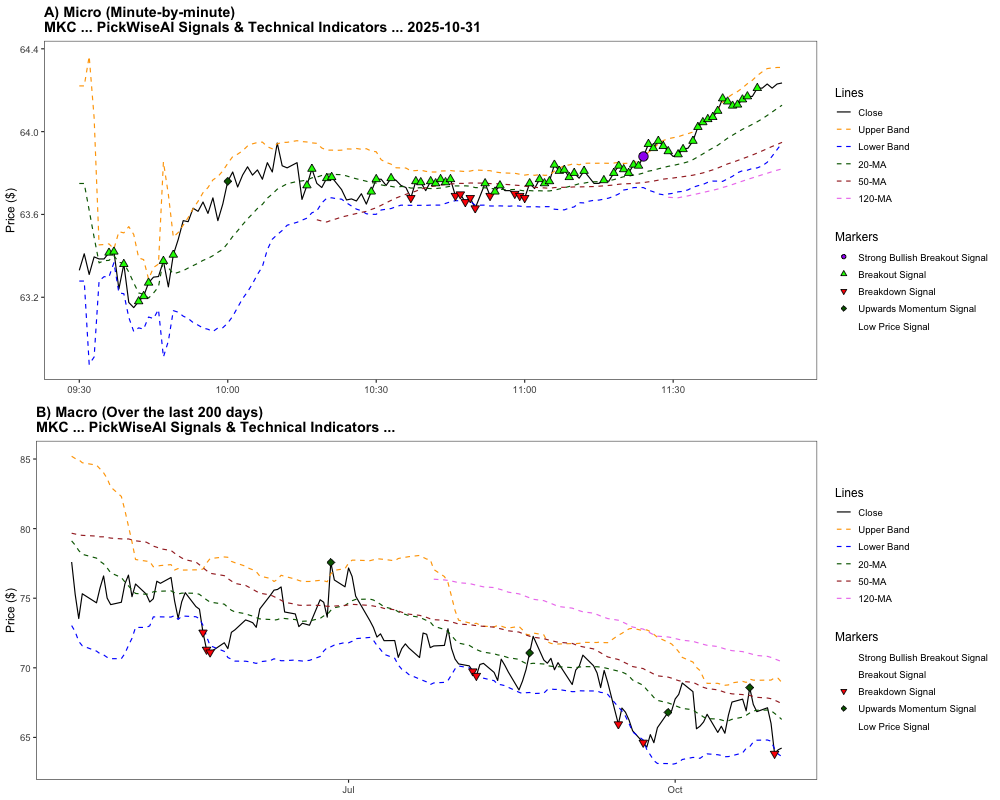 A) Micro (Minute-by-minute)
MKC ... PickWiseAI Signals & Technical Indicators ... 2025-10-31
64.4
64.0
63.6
63.2
Price ($)
09:30
10:00
10:30
11:00
11:30
Lines
Close
Upper Band
Lower Band
20-MA
50-MA
120-MA
Markers
Strong Bullish Breakout Signal
Breakout Signal
Breakdown Signal
Upwards Momentum Signal
Low Price Signal
B) Macro (Over the last 200 days)
MKC ... PickWiseAI Signals & Technical Indicators ...
85
80
75
70
65
Price ($)
Jul
Oct
Lines
Close
Upper Band
Lower Band
20-MA
50-MA
120-MA
Markers
Strong Bullish Breakout Signal
Breakout Signal
Breakdown Signal
Upwards Momentum Signal
Low Price Signal